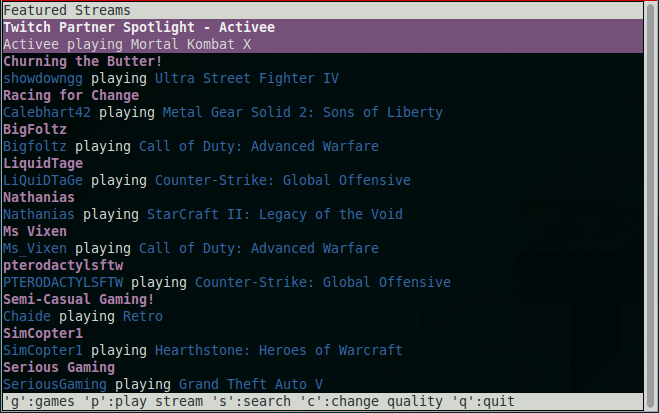 Featured Streams
Twitch Partner Spotlight - Activee
Activee playing Mortal Kombat X
Churning the Butter!
showdowngg playing Ultra Street Fighter IV
Racing for Change
Calebhart42 playing Metal Gear Solid 2: Sons of Liberty
BigFoltz
Bigfoltz playing Call of Duty: Advanced Warfare
LiquidTage
LiQuiDTaGe playing Counter-Strike: Global Offensive
Nathanias
Nathanias playing StarCraft II: Legacy of the Void
Ms Vixen
Ms_Vixen playing Call of Duty: Advanced Warfare
pterodactylsftw
PTERODACTYLSFTW playing Counter-Strike: Global Offensive
Semi-Casual Gaming!
Chaide playing Retro
SimCopter1
SimCopter1 playing Hearthstone: Heroes of Warcraft
Serious Gaming
SeriousGaming playing Grand Theft Auto V
'g':games 'p':play stream 's':search 'c':change quality 'q':quit